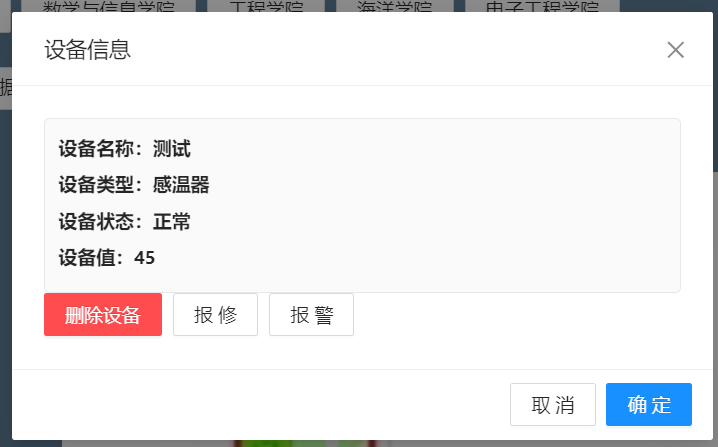 数学与信息学院 工程学院 海洋学院 电子工程学院
设备信息
据
设备名称：测试
设备类型：感温器
设备状态：正常
设备值：45
删除设备 报 修 报 警
取 消 确 定